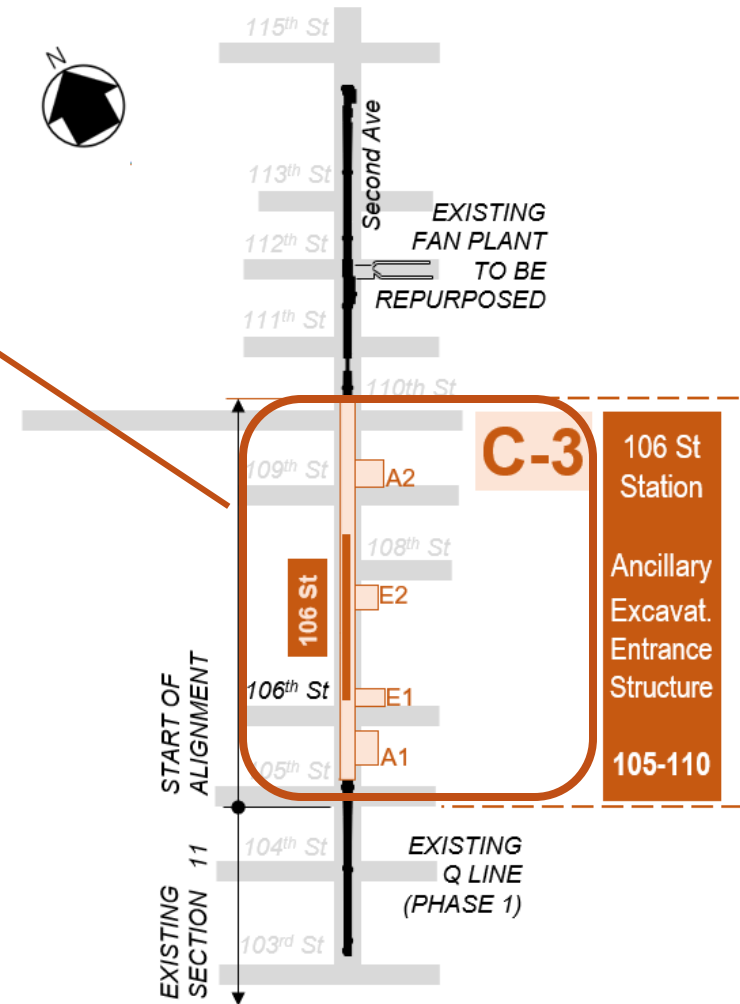 115th St
N
Second Ave
113th St
EXISTING
FAN PLANT
TO BE
REPURPOSED
112th St
111th St
110th St
C-3
106 St
Station
Ancillary
Excavat.
Entrance
Structure
105-110
109th St
A2
108th St
E2
106 St
START OF
ALIGNMENT
106th St
E1
A1
105th St
EXISTING
SECTION 11
104th St
EXISTING
Q LINE
(PHASE 1)
103rd St